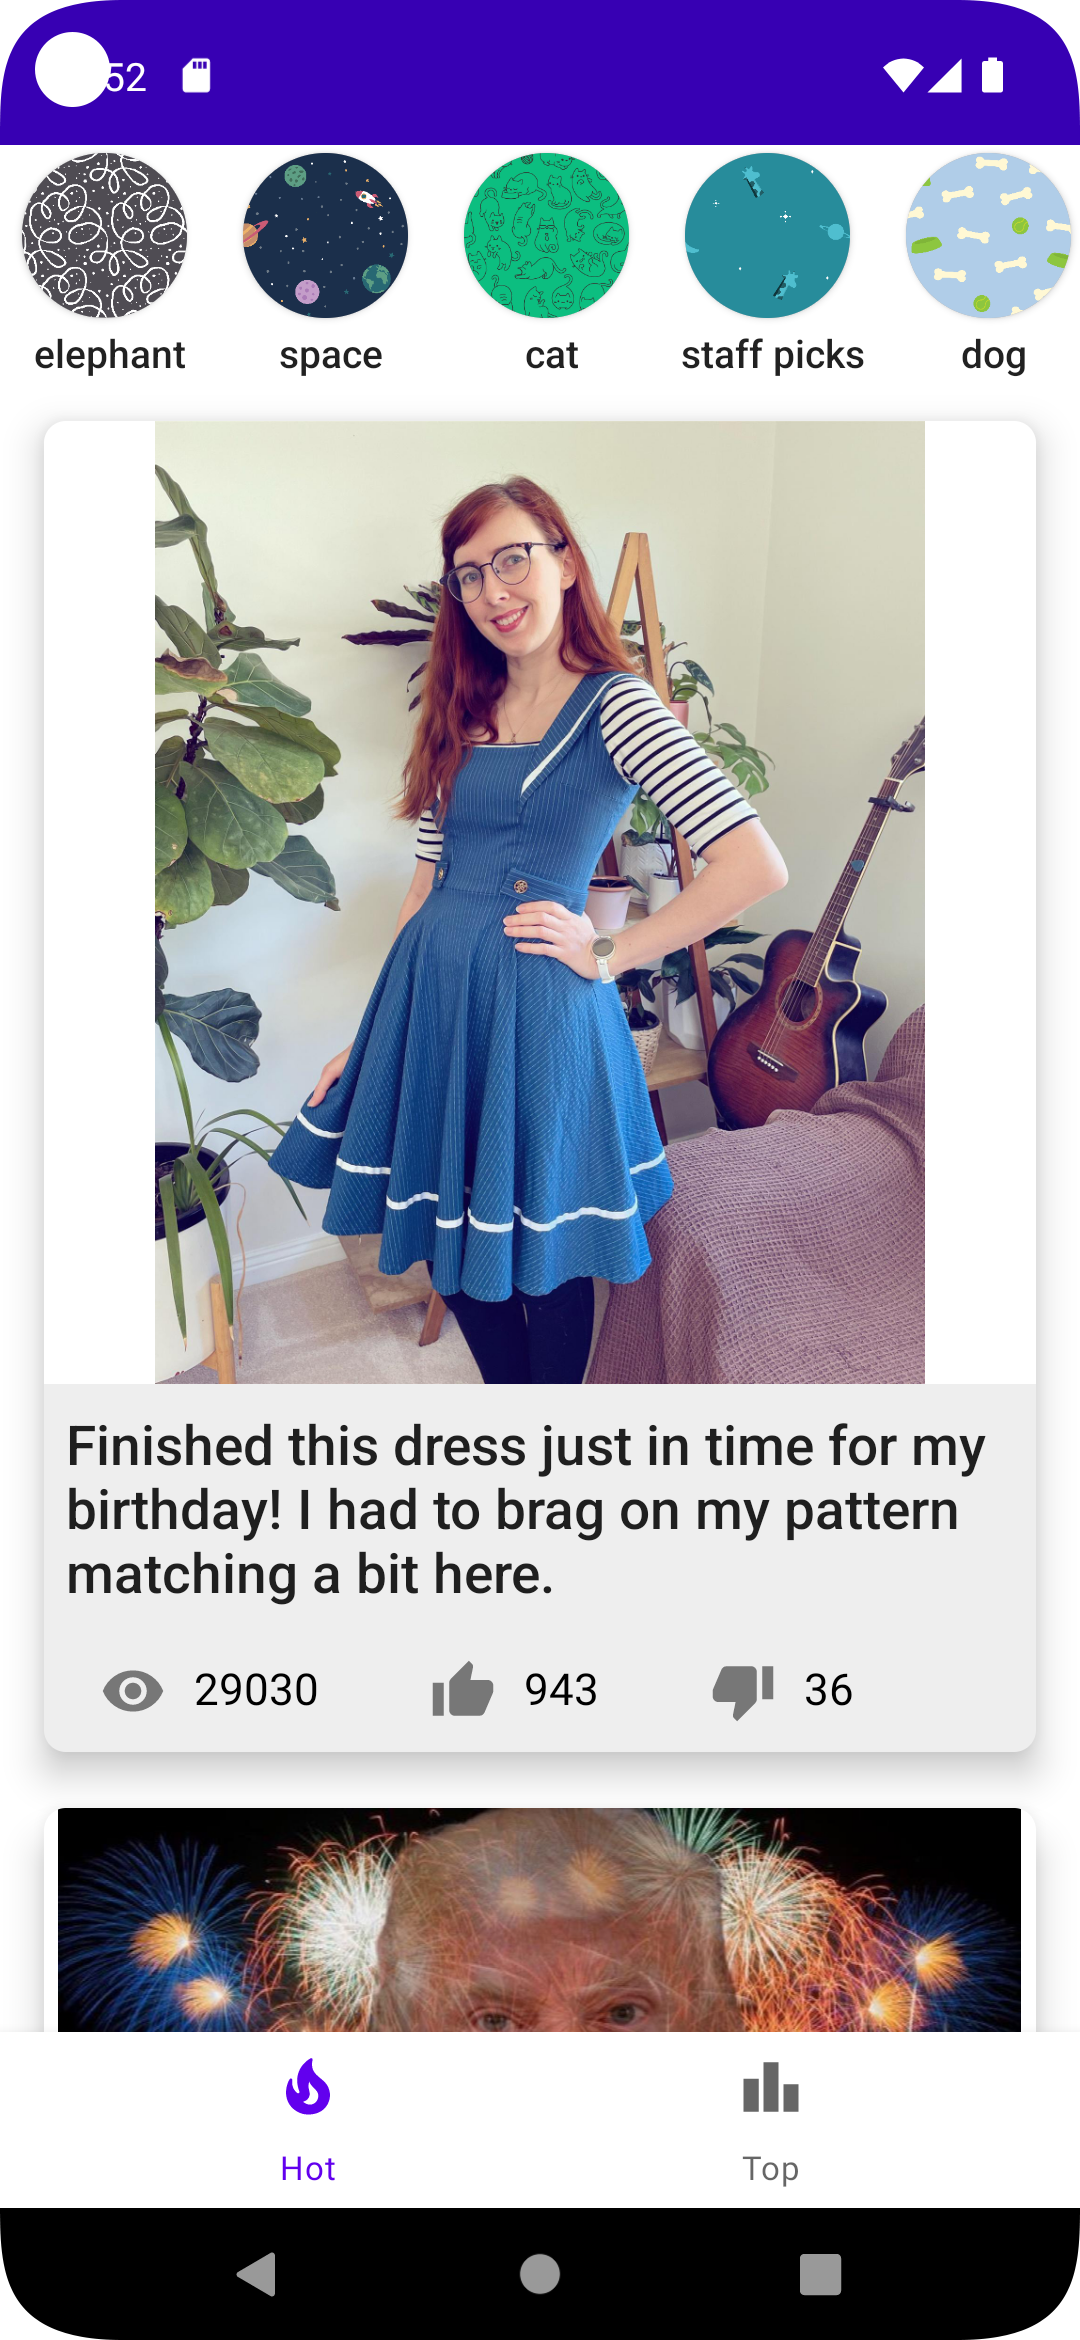 52
elephant
space
cat
staff picks
dog
Finished this dress just in time for my
birthday! I had to brag on my pattern
matching a bit here.
29030
943
36
Hot
Top